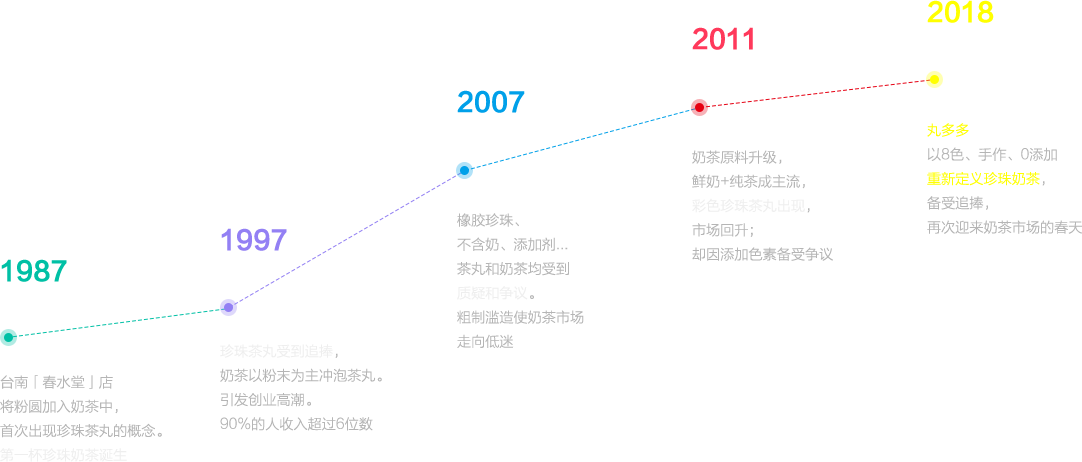 1987
台南「春水堂」店
将粉圆加入奶茶中,
首次出现珍珠茶丸的概念。
第一杯珍珠奶茶诞生
1997
珍珠茶丸受到追捧,
奶茶以粉末为主冲泡茶丸。
引发创业高潮。
90%的人收入超过6位数
2007
橡胶珍珠、
不含奶、添加剂...
茶丸和奶茶均受到
质疑和争议。
粗制滥造使奶茶市场
走向低迷
2011
奶茶原料升级,
鲜奶+纯茶成主流,
彩色珍珠茶丸出现,
市场回升;
却因添加色素备受争议
2018
丸多多
以8色、手作、0添加
重新定义珍珠奶茶,
备受追捧,
再次迎来奶茶市场的春天